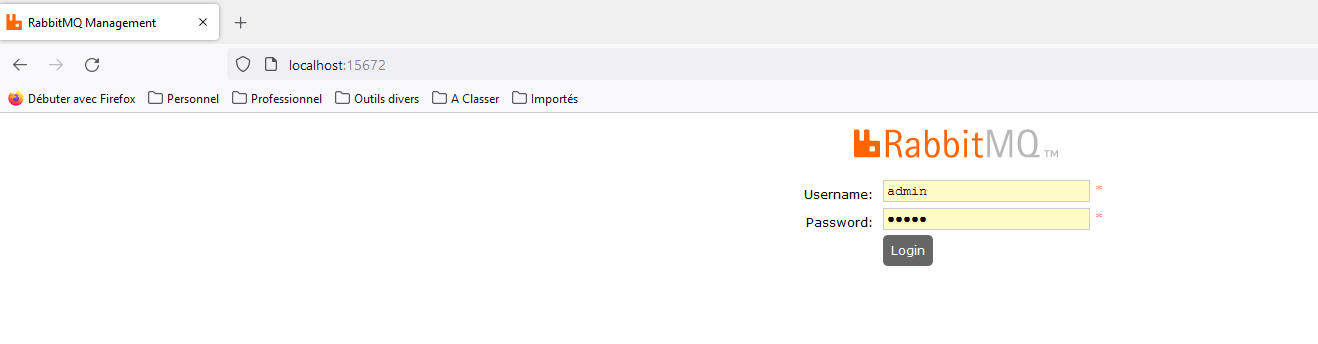 RabbitMQ Management
localhost:15672
Débuter avec Firefox Personnel Professionnel Outils divers A Classer Importés
RabbitMQ™
Username: admin *
Password: ••••• *
Login